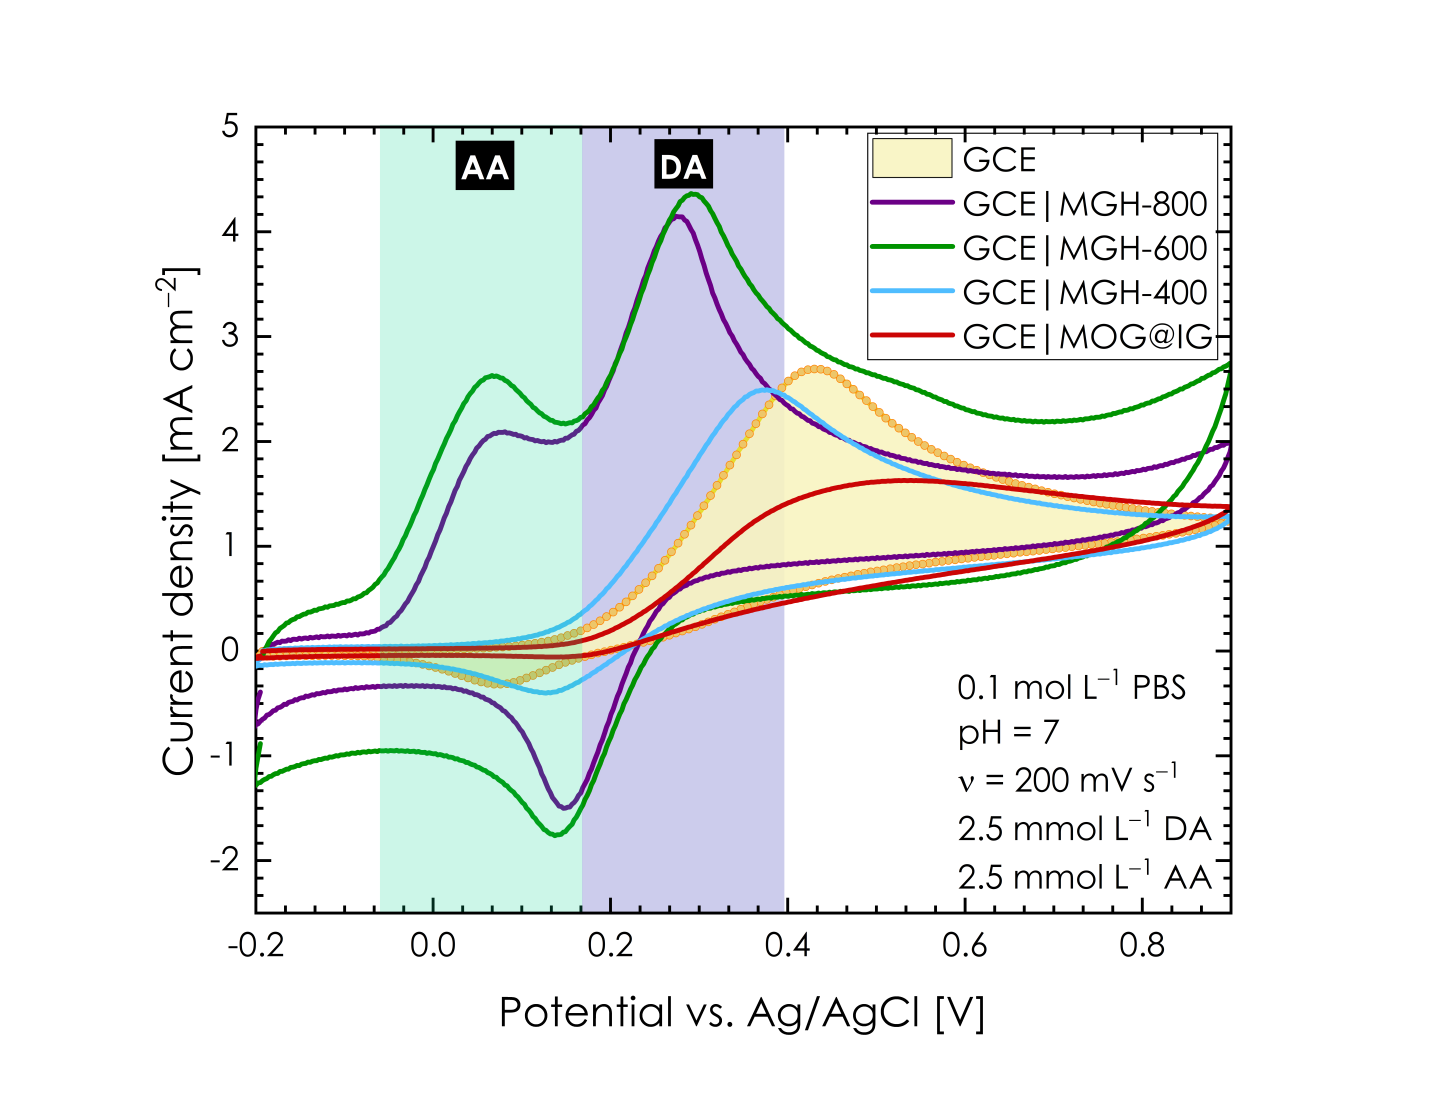 AA
DA
GCE
GCE|MGH-800
GCE|MGH-600
GCE|MGH-400
GCE|MOG@IG
5
4
3
2
1
0
-1
-2
Current density [mA cm⁻²]
0.1 mol L⁻¹ PBS
pH = 7
ν = 200 mV s⁻¹
2.5 mmol L⁻¹ DA
2.5 mmol L⁻¹ AA
-0.2 0.0 0.2 0.4 0.6 0.8
Potential vs. Ag/AgCl [V]